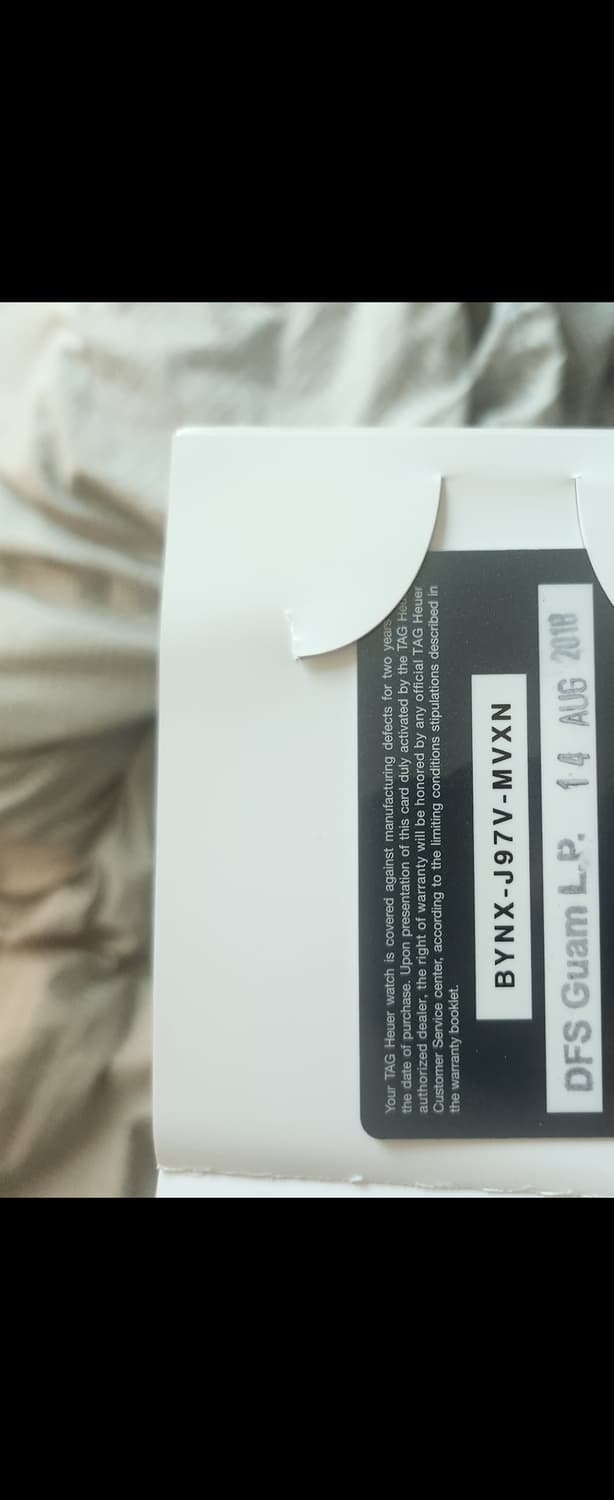 Your TAG Heuer watch is covered against manufacturing defects for two years
the date of purchase. Upon presentation of this card duly activated by the TAG
authorized dealer, the right of warranty will be honored by any official TAG Heuer
Customer Service center, according to the limiting conditions stipulations described in
the warranty booklet.
BYNX-J97V-MVXN
DFS Guam L.P. 14 AUG 2018